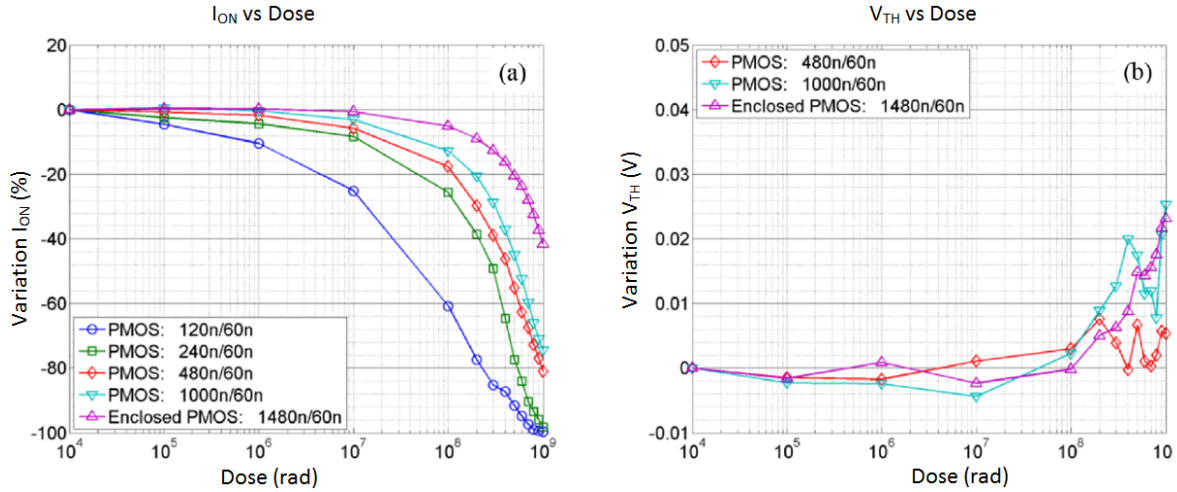 I_ON vs Dose
20
0
-20
-40
-60
-80
-100
Variation I_ON (%)
(a)
PMOS: 120n/60n
PMOS: 240n/60n
PMOS: 480n/60n
PMOS: 1000n/60n
Enclosed PMOS: 1480n/60n
10^4
10^5
10^6
10^7
10^8
10^9
Dose (rad)
V_TH vs Dose
0.05
0.04
0.03
0.02
0.01
0
-0.01
Variation V_TH (V)
(b)
PMOS: 480n/60n
PMOS: 1000n/60n
Enclosed PMOS: 1480n/60n
10^4
10^5
10^6
10^7
10^8
10
Dose (rad)